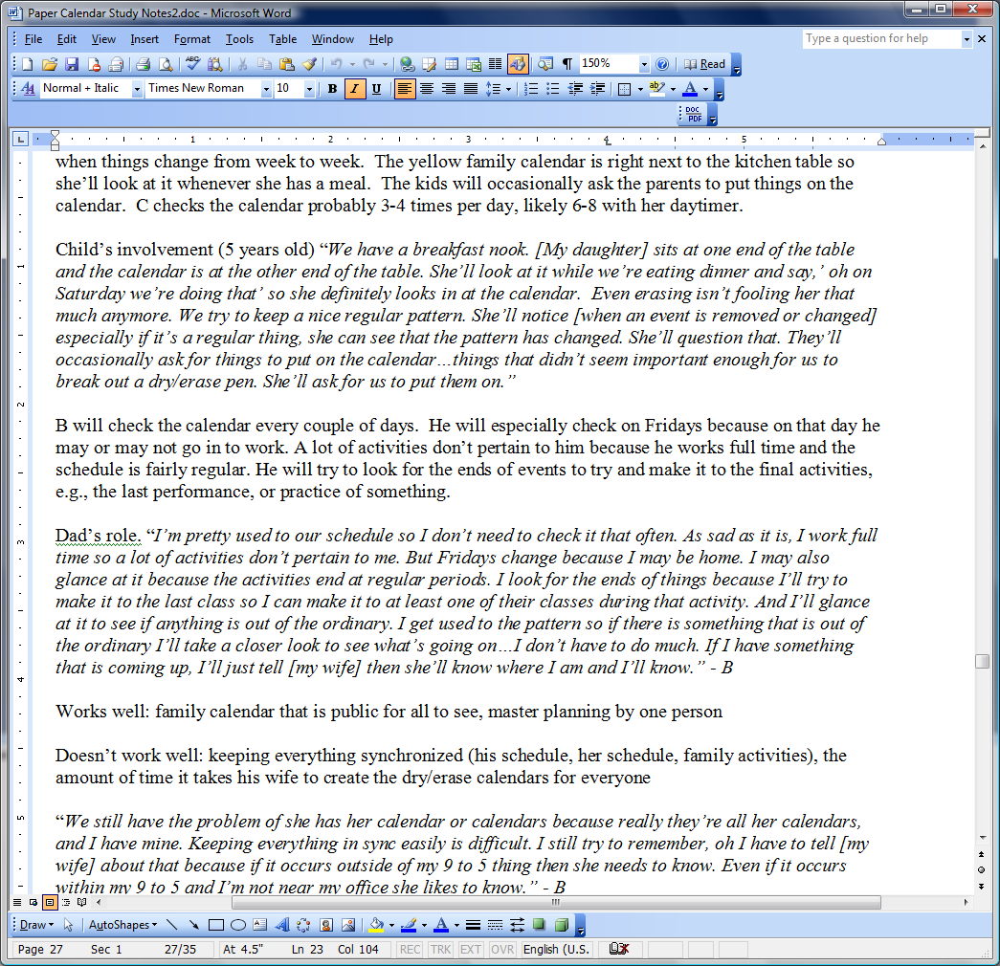 Paper Calendar Study Notes2.doc - Microsoft Word
File Edit View Insert Format Tools Table Window Help Type a question for help
150% Read
Normal + Italic Times New Roman 10 B I U
DOC PDF
1 2 3 4 5
when things change from week to week.  The yellow family calendar is right next to the kitchen table so
she’ll look at it whenever she has a meal.  The kids will occasionally ask the parents to put things on the
calendar.  C checks the calendar probably 3-4 times per day, likely 6-8 with her daytimer.
Child’s involvement (5 years old) “We have a breakfast nook. [My daughter] sits at one end of the table
and the calendar is at the other end of the table. She’ll look at it while we’re eating dinner and say,’ oh on
Saturday we’re doing that’ so she definitely looks in at the calendar.  Even erasing isn’t fooling her that
much anymore. We try to keep a nice regular pattern. She’ll notice [when an event is removed or changed]
especially if it’s a regular thing, she can see that the pattern has changed. She’ll question that. They’ll
occasionally ask for things to put on the calendar…things that didn’t seem important enough for us to
break out a dry/erase pen. She’ll ask for us to put them on.”
B will check the calendar every couple of days.  He will especially check on Fridays because on that day he
may or may not go in to work. A lot of activities don’t pertain to him because he works full time and the
schedule is fairly regular. He will try to look for the ends of events to try and make it to the final activities,
e.g., the last performance, or practice of something.
Dad’s role. “I’m pretty used to our schedule so I don’t need to check it that often. As sad as it is, I work full
time so a lot of activities don’t pertain to me. But Fridays change because I may be home. I may also
glance at it because the activities end at regular periods. I look for the ends of things because I’ll try to
make it to the last class so I can make it to at least one of their classes during that activity. And I’ll glance
at it to see if anything is out of the ordinary. I get used to the pattern so if there is something that is out of
the ordinary I’ll take a closer look to see what’s going on…I don’t have to do much. If I have something
that is coming up, I’ll just tell [my wife] then she’ll know where I am and I’ll know.” - B
Works well: family calendar that is public for all to see, master planning by one person
Doesn’t work well: keeping everything synchronized (his schedule, her schedule, family activities), the
amount of time it takes his wife to create the dry/erase calendars for everyone
“We still have the problem of she has her calendar or calendars because really they’re all her calendars,
and I have mine. Keeping everything in sync easily is difficult. I still try to remember, oh I have to tell [my
wife] about that because if it occurs outside of my 9 to 5 thing then she needs to know. Even if it occurs
within my 9 to 5 and I’m not near my office she likes to know.” - B
Draw AutoShapes
Page 27 Sec 1 27/35 At 4.5" Ln 23 Col 104 REC TRK EXT OVR English (U.S.